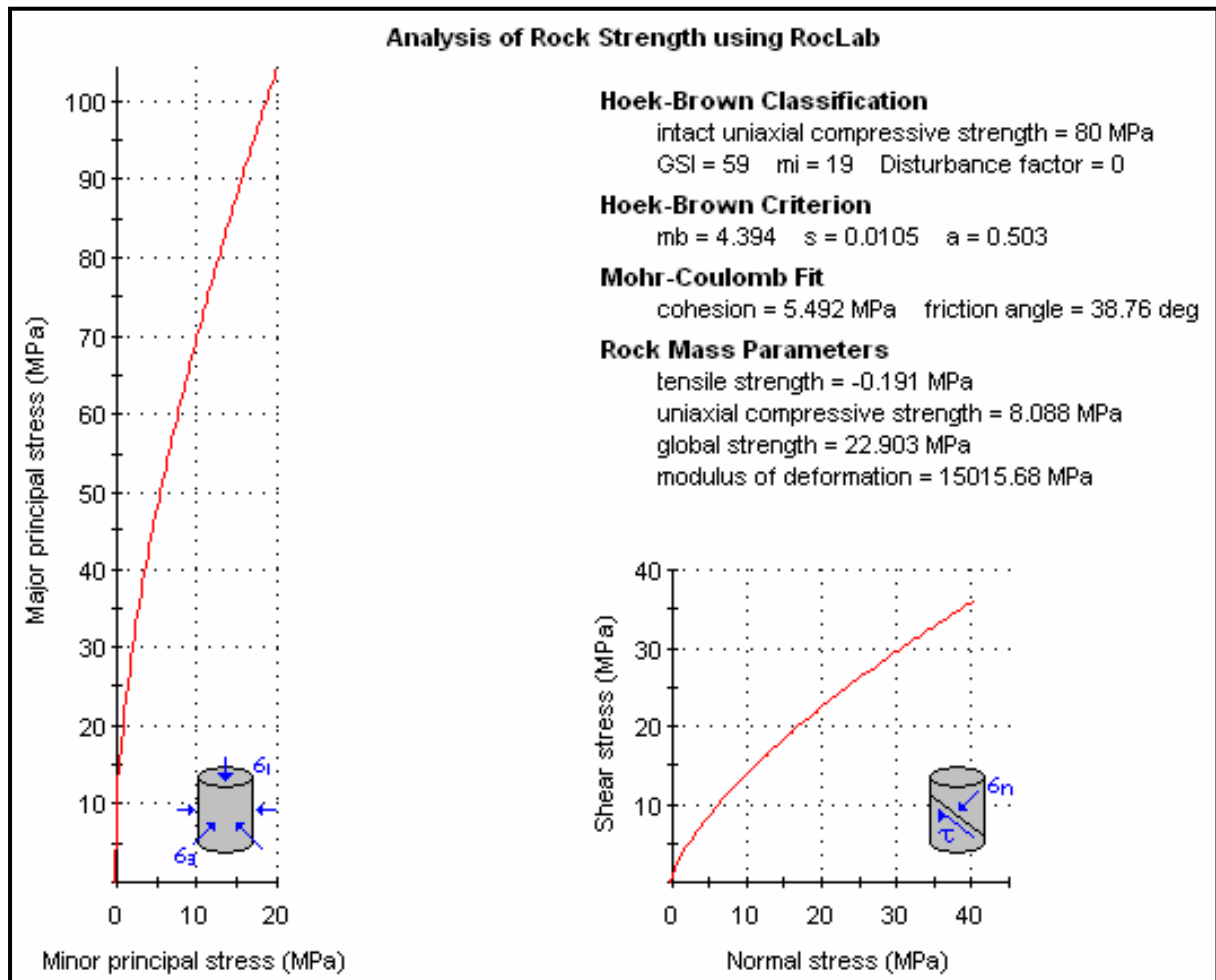 Analysis of Rock Strength using RocLab
Hoek-Brown Classification
intact uniaxial compressive strength = 80 MPa
GSI = 59 mi = 19 Disturbance factor = 0
Hoek-Brown Criterion
mb = 4.394 s = 0.0105 a = 0.503
Mohr-Coulomb Fit
cohesion = 5.492 MPa friction angle = 38.76 deg
Rock Mass Parameters
tensile strength = -0.191 MPa
uniaxial compressive strength = 8.088 MPa
global strength = 22.903 MPa
modulus of deformation = 15015.68 MPa
Major principal stress (MPa)
100
90
80
70
60
50
40
30
20
10
0 10 20
Minor principal stress (MPa)
σ1
σ3
Shear stress (MPa)
40
30
20
10
0 10 20 30 40
Normal stress (MPa)
σn
τ